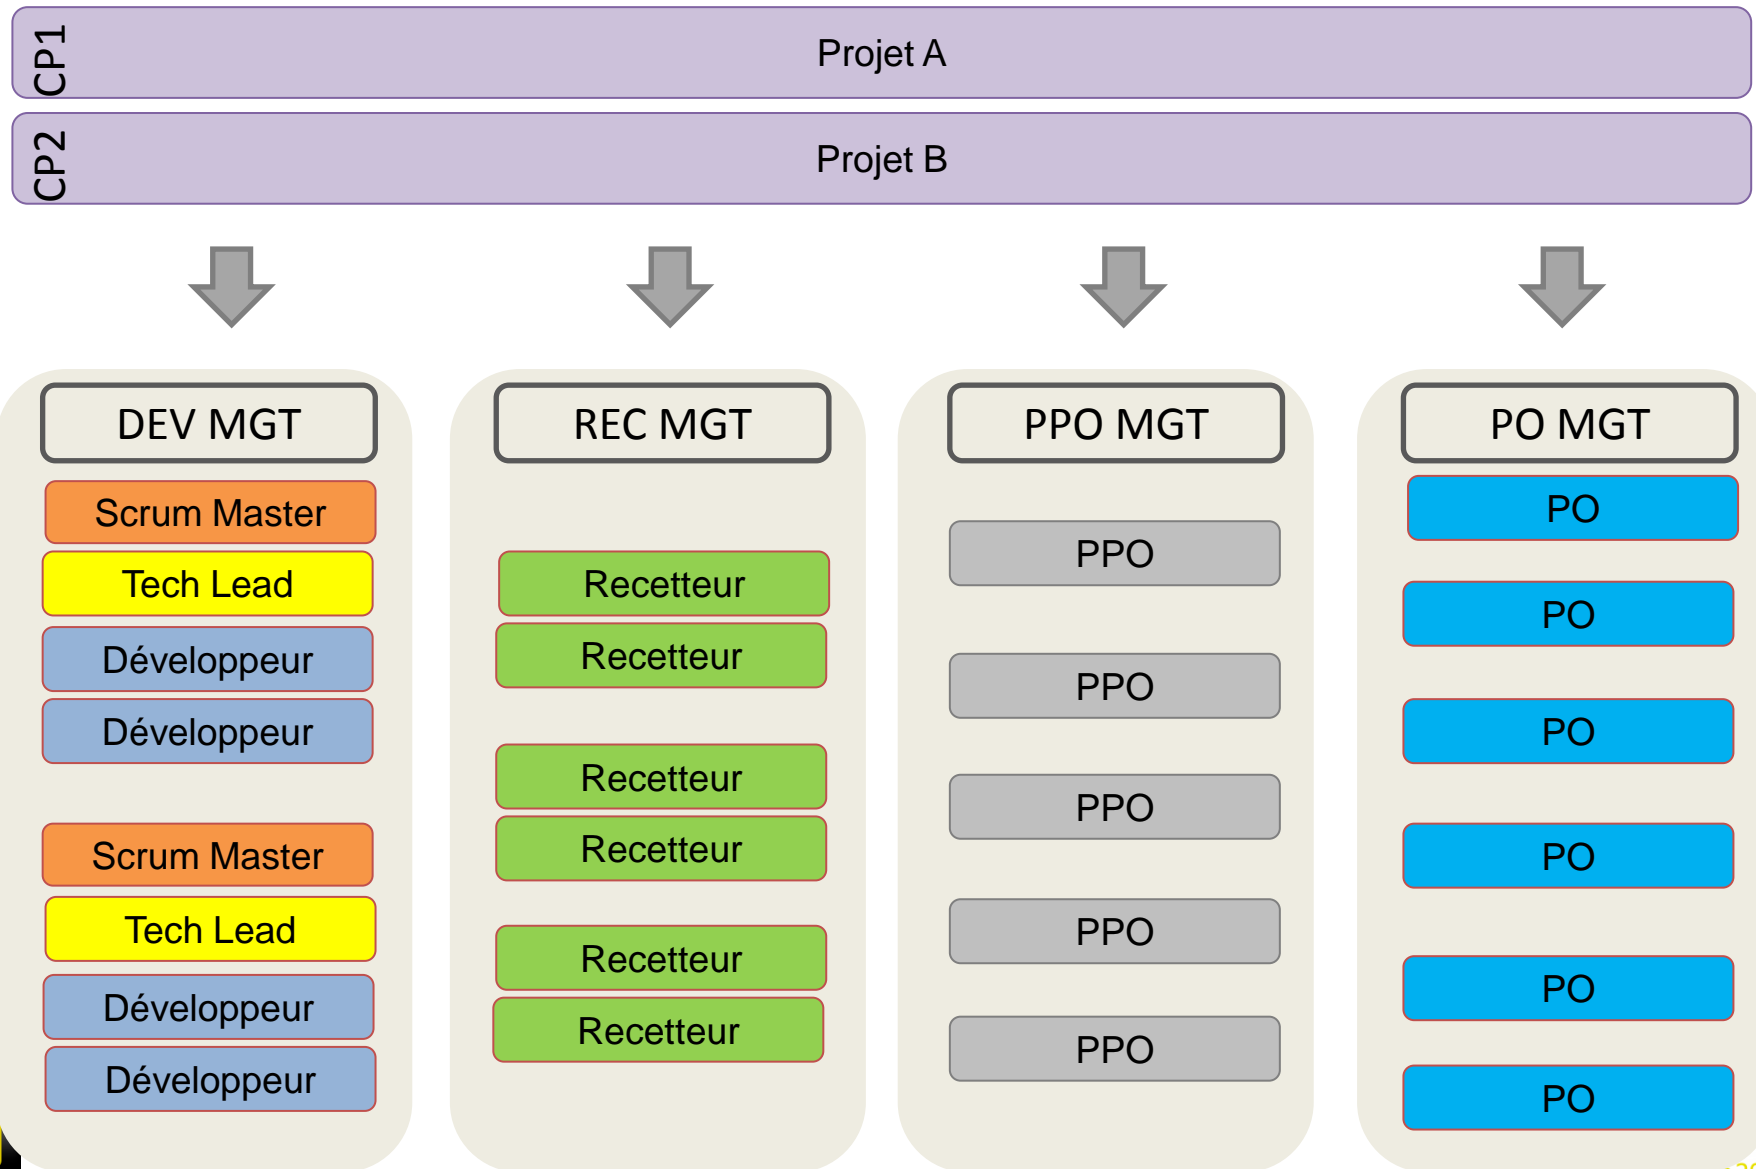 CP1
Projet A
CP2
Projet B
DEV MGT
Scrum Master
Tech Lead
Développeur
Développeur
Scrum Master
Tech Lead
Développeur
Développeur
REC MGT
Recetteur
Recetteur
Recetteur
Recetteur
Recetteur
Recetteur
PPO MGT
PPO
PPO
PPO
PPO
PPO
PO MGT
PO
PO
PO
PO
PO
PO